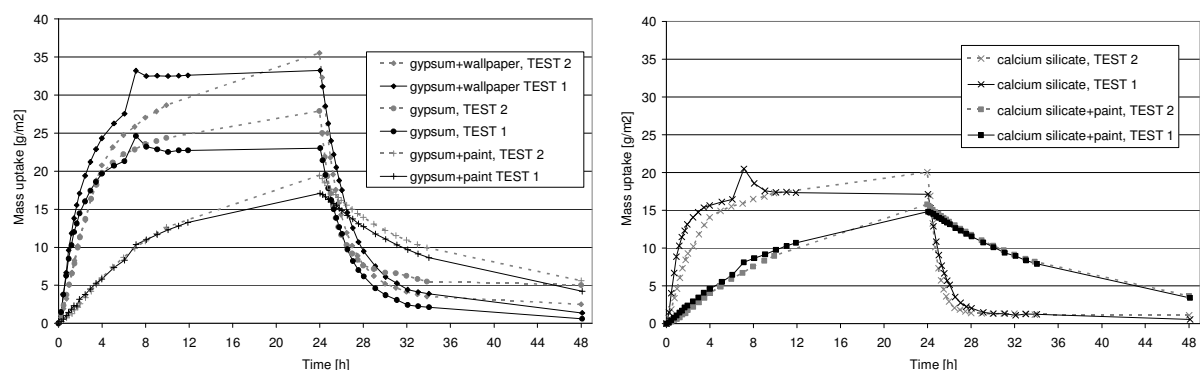 40
35
30
25
20
15
10
5
0
Mass uptake [g/m2]
0 4 8 12 16 20 24 28 32 36 40 44 48
Time [h]
gypsum+wallpaper, TEST 2
gypsum+wallpaper TEST 1
gypsum, TEST 2
gypsum, TEST 1
gypsum+paint, TEST 2
gypsum+paint TEST 1
40
35
30
25
20
15
10
5
0
Mass uptake [g/m2]
0 4 8 12 16 20 24 28 32 36 40 44 48
Time [h]
calcium silicate, TEST 2
calcium silicate, TEST 1
calcium silicate+paint, TEST 2
calcium silicate+paint, TEST 1